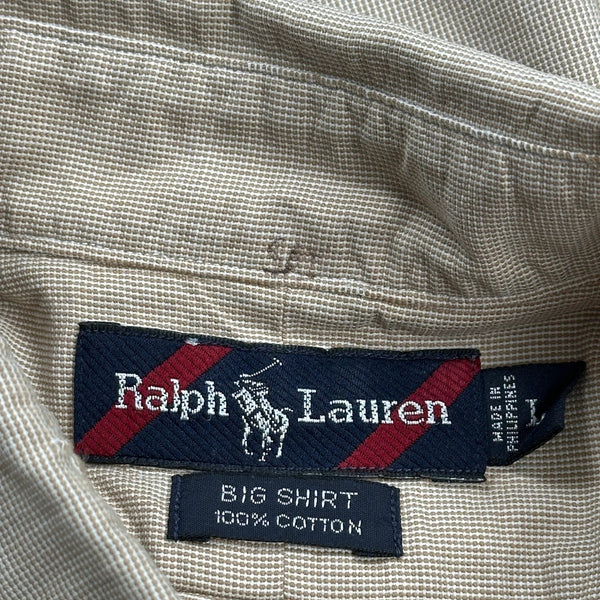 Ralph Lauren
MADE IN
PHILIPPINES
L
BIG SHIRT
100% COTTON